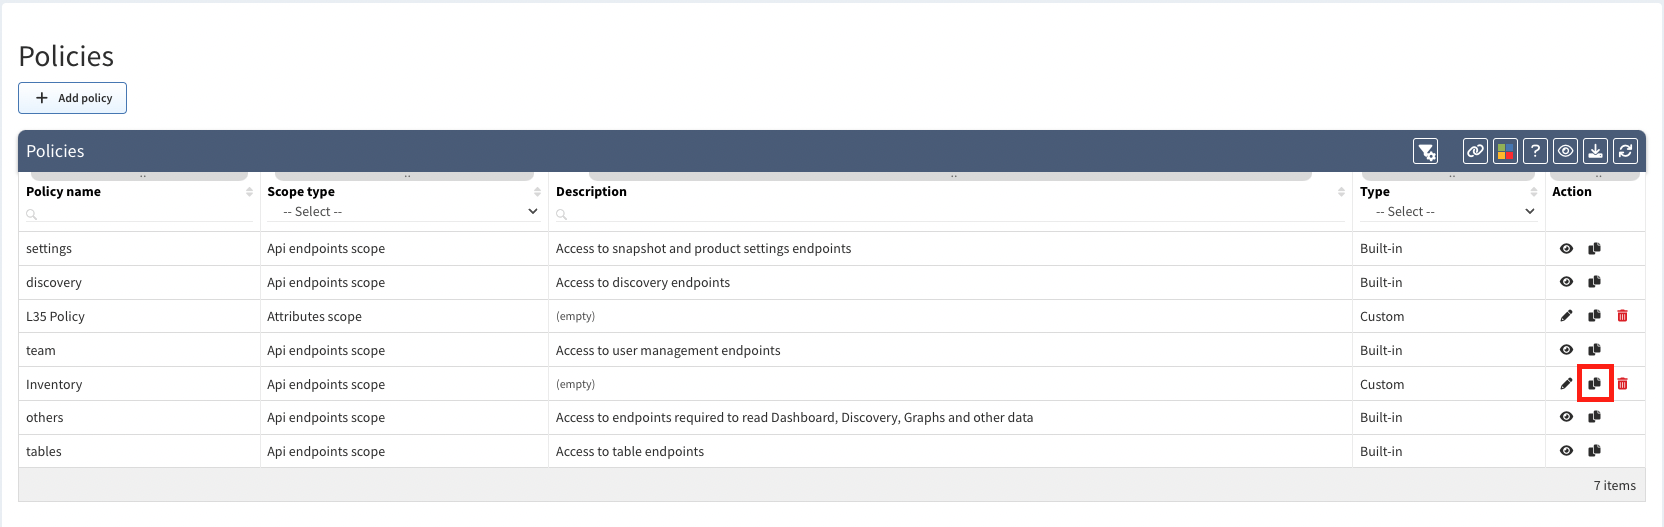 Policies
+ Add policy
Policies ?
Policy name Scope type Description Type Action
-- Select -- -- Select --
settings Api endpoints scope Access to snapshot and product settings endpoints Built-in
discovery Api endpoints scope Access to discovery endpoints Built-in
L35 Policy Attributes scope (empty) Custom
team Api endpoints scope Access to user management endpoints Built-in
Inventory Api endpoints scope (empty) Custom
others Api endpoints scope Access to endpoints required to read Dashboard, Discovery, Graphs and other data Built-in
tables Api endpoints scope Access to table endpoints Built-in
7 items